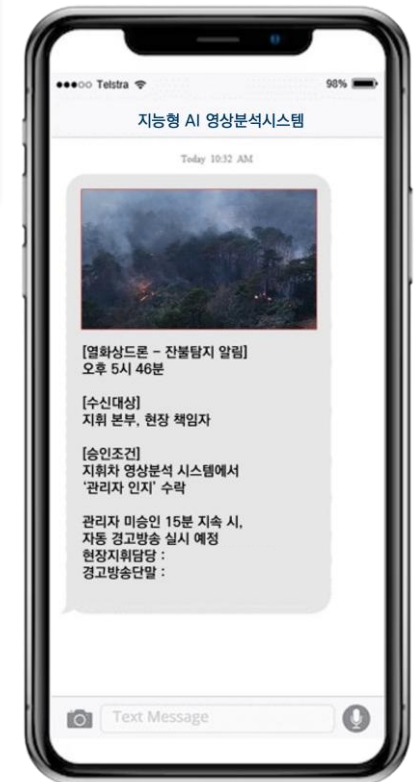 ●●●○○ Telstra 98%
지능형 AI 영상분석시스템
Today 10:32 AM
[열화상드론 - 잔불탐지 알림]
오후 5시 46분
[수신대상]
지휘 본부, 현장 책임자
[승인조건]
지휘차 영상분석 시스템에서
‘관리자 인지’ 수락
관리자 미승인 15분 지속 시,
자동 경고방송 실시 예정
현장지휘담당 :
경고방송단말 :
Text Message